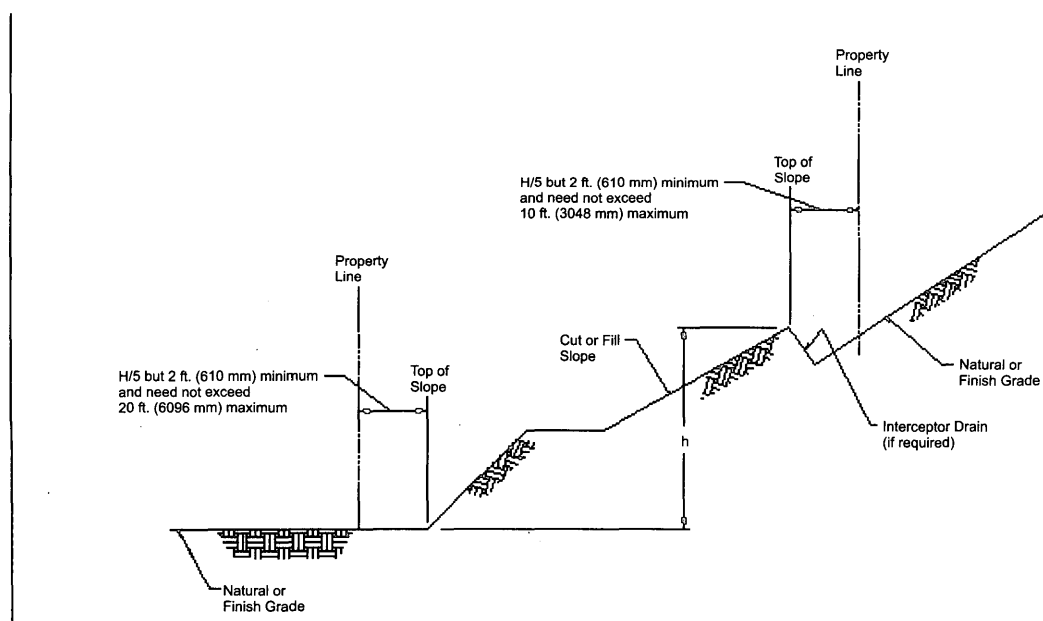 Property
Line
Top of
Slope
H/5 but 2 ft. (610 mm) minimum
and need not exceed
10 ft. (3048 mm) maximum
Property
Line
Cut or Fill
Slope
Top of
Slope
H/5 but 2 ft. (610 mm) minimum
and need not exceed
20 ft. (6096 mm) maximum
Natural or
Finish Grade
Interceptor Drain
(if required)
h
Natural or
Finish Grade